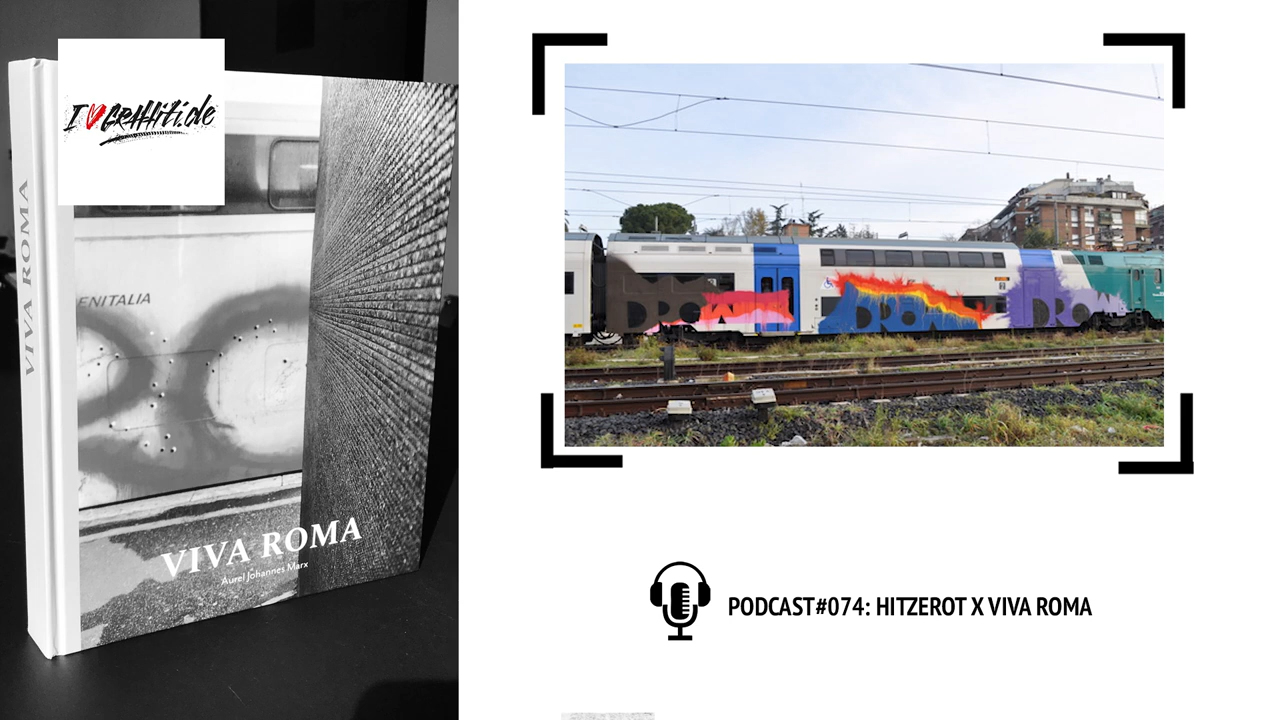 I ❤ GRAFFITI.de
VIVA ROMA
ENITALIA
VIVA ROMA
Aurel Johannes Marx
PODCAST#074: HITZEROT X VIVA ROMA